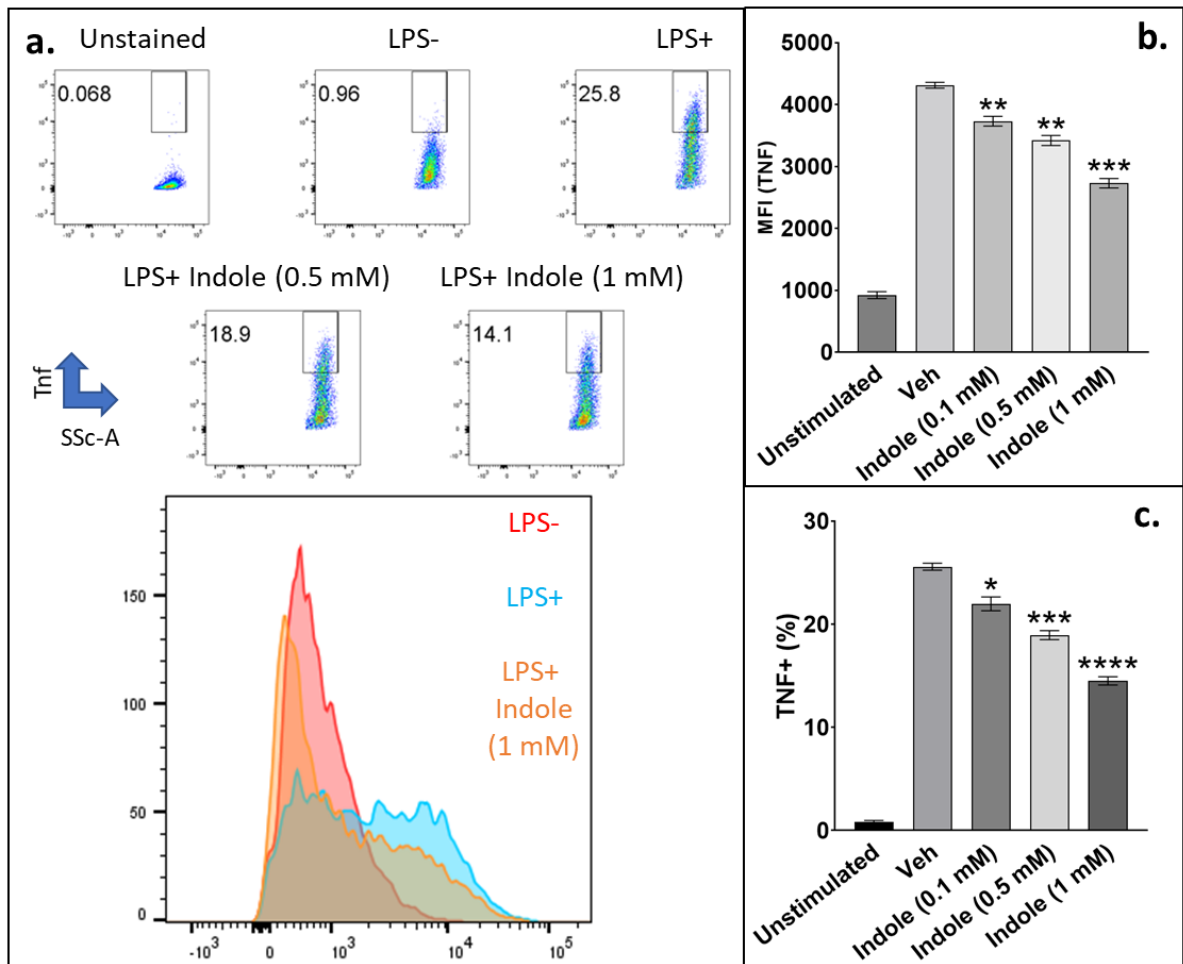 a.
Unstained
LPS-
LPS+
0.068
0.96
25.8
LPS+ Indole (0.5 mM)
LPS+ Indole (1 mM)
18.9
14.1
Tnf
SSc-A
LPS-
LPS+
LPS+
Indole
(1 mM)
150
100
50
0
-10³ 0 10³ 10⁴ 10⁵
b.
MFI (TNF)
5000
4000
3000
2000
1000
0
** ** ***
Unstimulated
Veh
Indole (0.1 mM)
Indole (0.5 mM)
Indole (1 mM)
c.
TNF+ (%)
30
20
10
0
* *** ****
Unstimulated
Veh
Indole (0.1 mM)
Indole (0.5 mM)
Indole (1 mM)